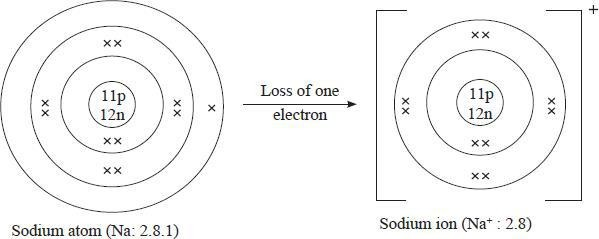 11p
12n
Loss of one
electron
11p
12n
+
Sodium atom (Na: 2.8.1)
Sodium ion (Na⁺ : 2.8)